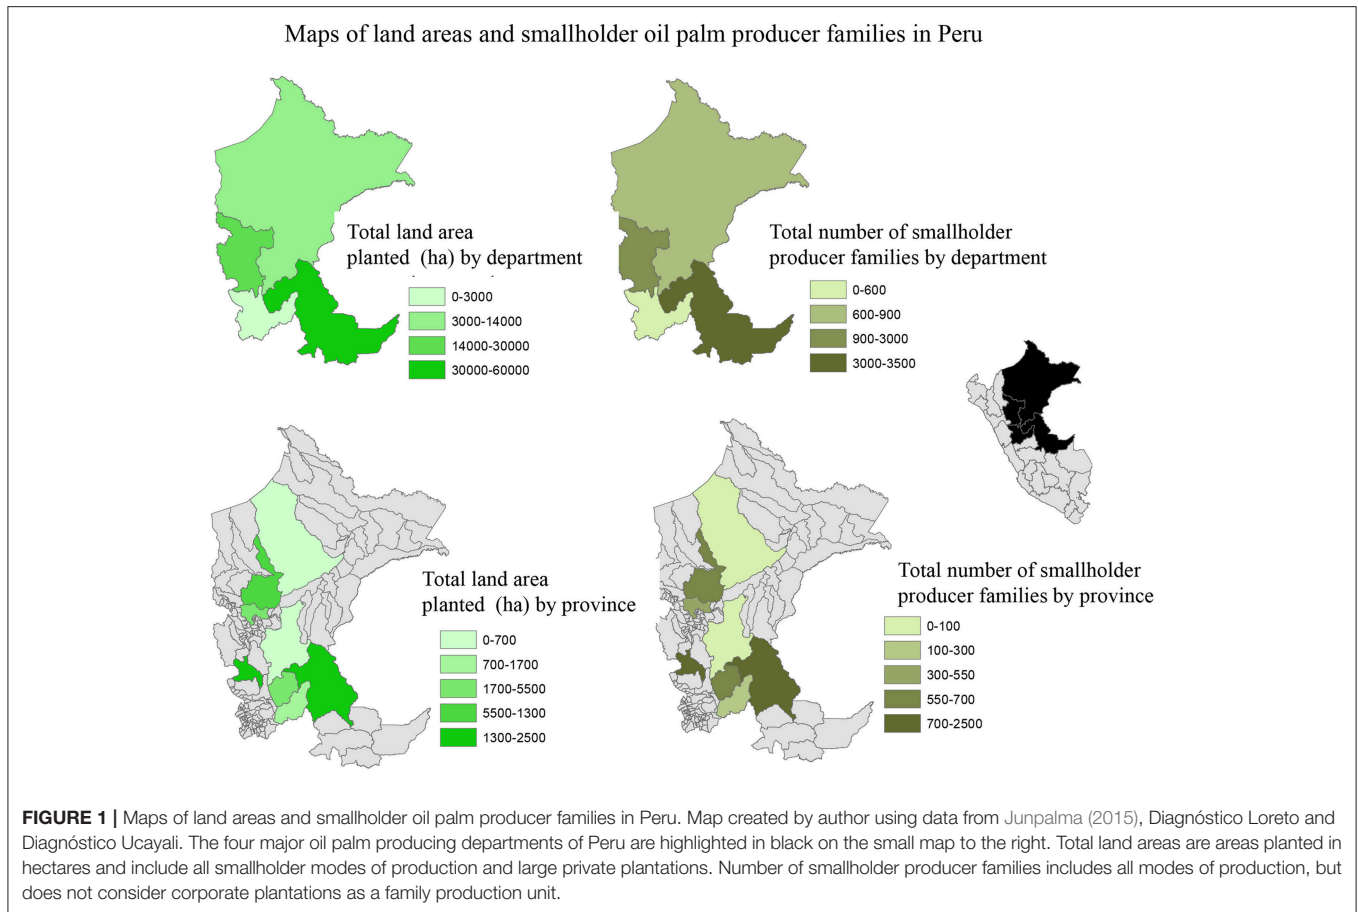 Maps of land areas and smallholder oil palm producer families in Peru
Total land area
planted (ha) by department
0-3000
3000-14000
14000-30000
30000-60000
Total number of smallholder
producer families by department
0-600
600-900
900-3000
3000-3500
Total land area
planted (ha) by province
0-700
700-1700
1700-5500
5500-1300
1300-2500
Total number of smallholder
producer families by province
0-100
100-300
300-550
550-700
700-2500
FIGURE 1 | Maps of land areas and smallholder oil palm producer families in Peru. Map created by author using data from Junpalma (2015), Diagnóstico Loreto and
Diagnóstico Ucayali. The four major oil palm producing departments of Peru are highlighted in black on the small map to the right. Total land areas are areas planted in
hectares and include all smallholder modes of production and large private plantations. Number of smallholder producer families includes all modes of production, but
does not consider corporate plantations as a family production unit.